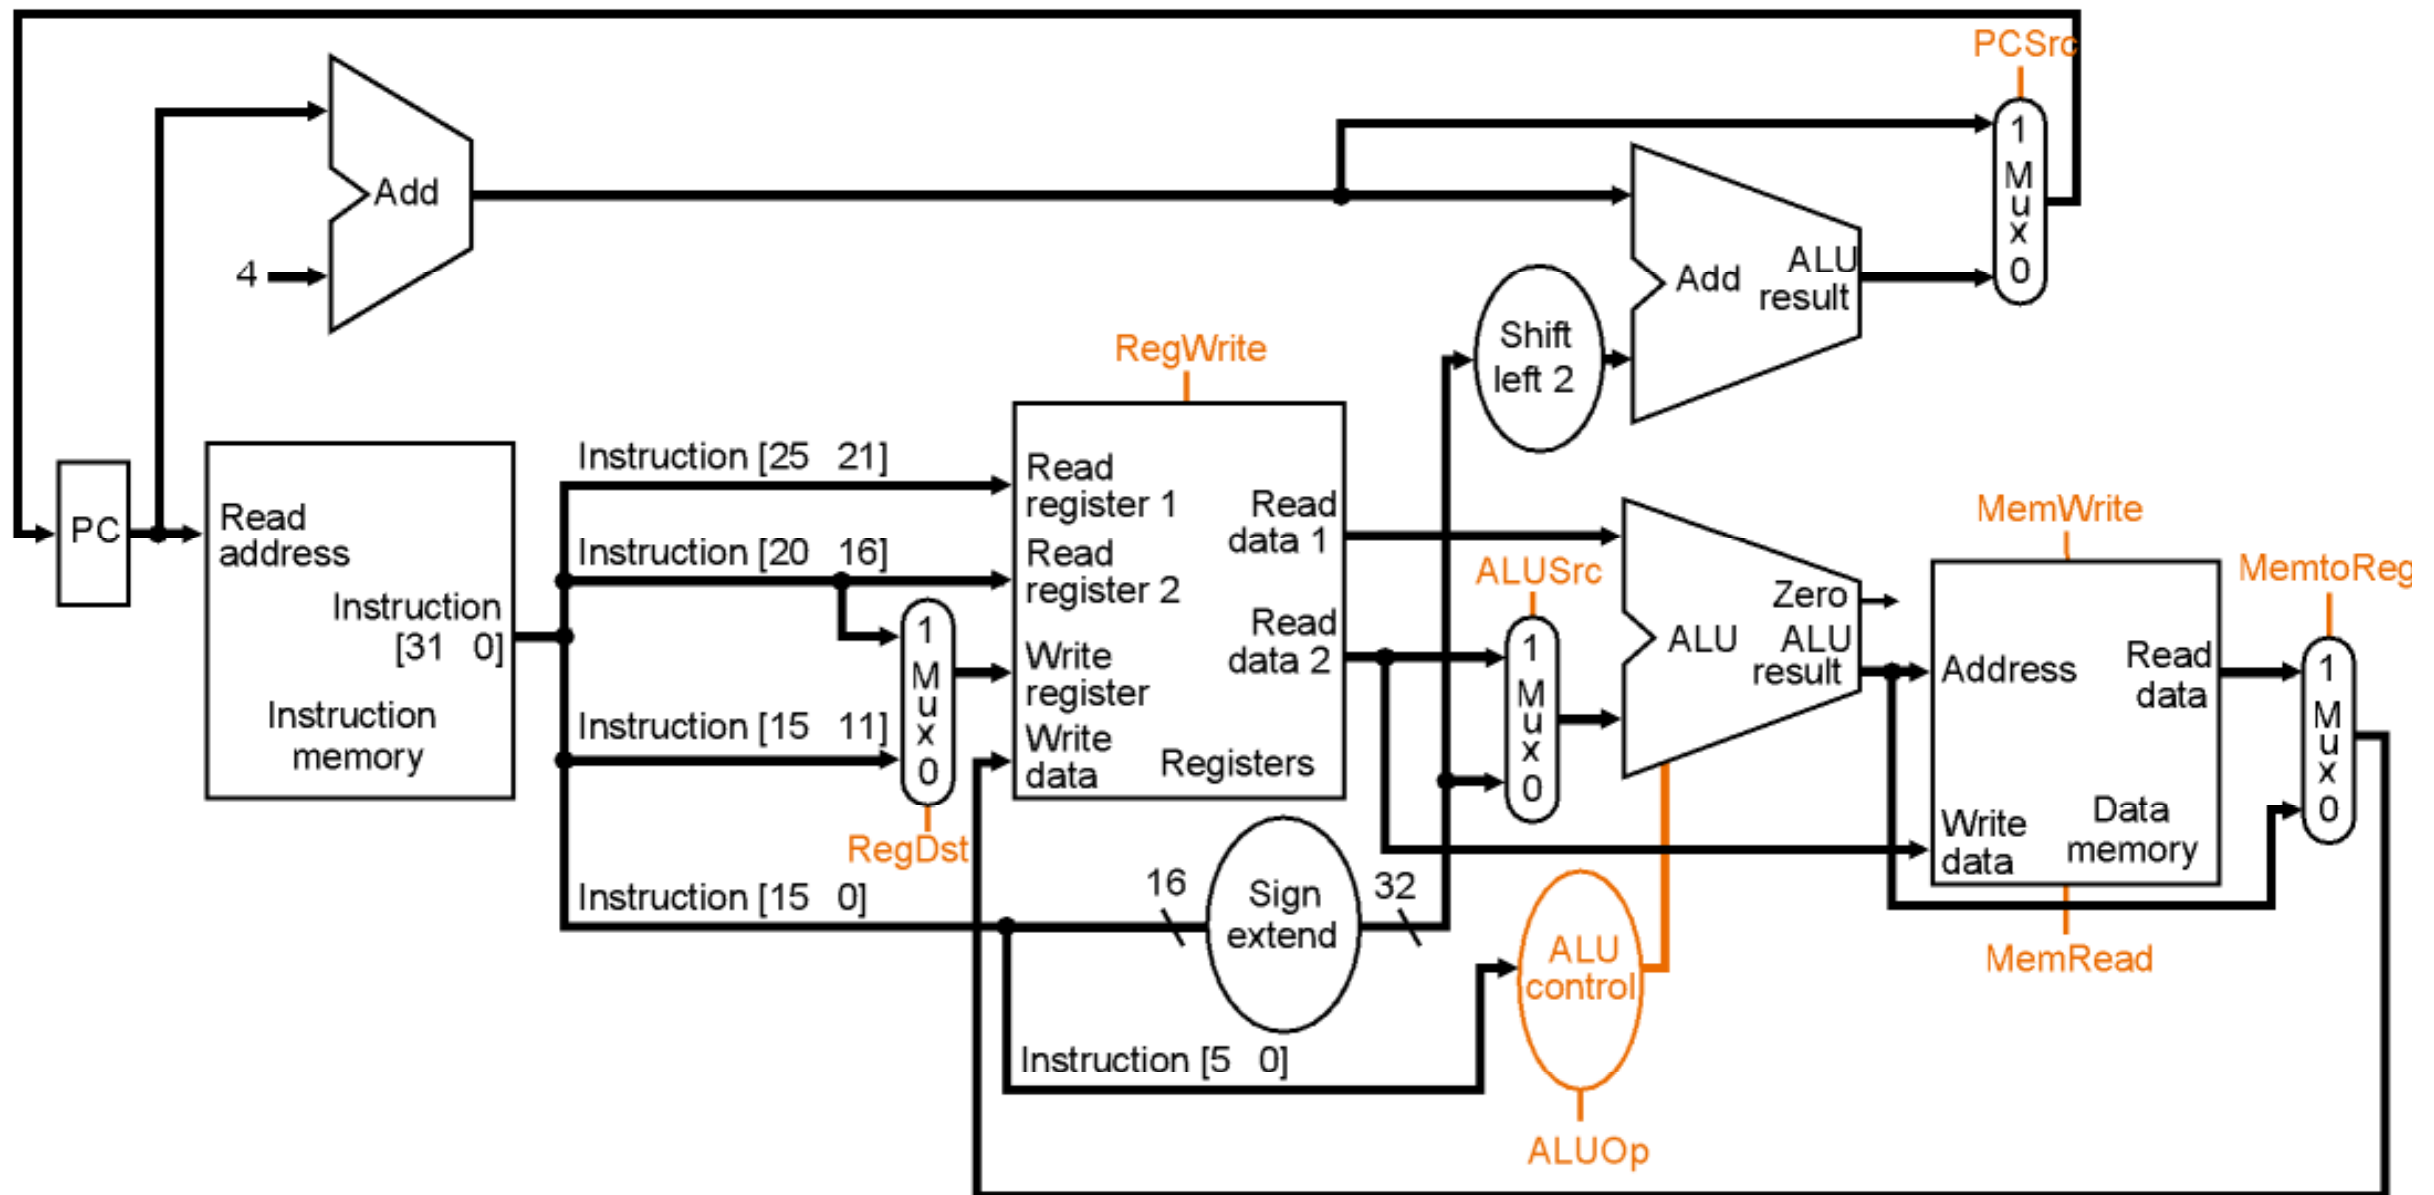 PCSrc
1
M
u
x
0
Add
4
Add
ALU
result
Shift
left 2
RegWrite
PC
Read
address
Instruction
[31 0]
Instruction
memory
Instruction [25 21]
Instruction [20 16]
Instruction [15 11]
Instruction [15 0]
Instruction [5 0]
1
M
u
x
0
RegDst
Read
register 1
Read
register 2
Write
register
Write
data
Read
data 1
Read
data 2
Registers
16
Sign
extend
32
ALUSrc
1
M
u
x
0
Zero
ALU
ALU
result
ALU
control
ALUOp
MemWrite
Address
Read
data
Write
data
Data
memory
MemRead
MemtoReg
1
M
u
x
0